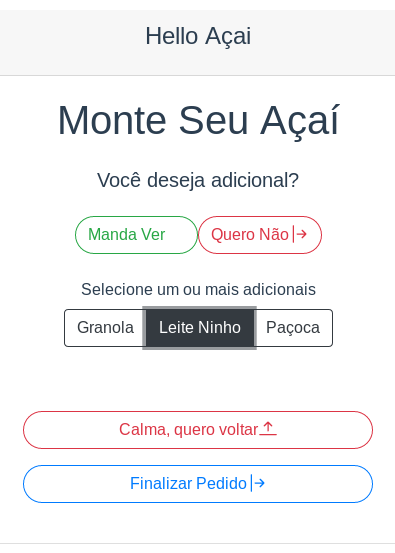 Hello Açai
Monte Seu Açaí
Você deseja adicional?
Manda Ver Quero Não
Selecione um ou mais adicionais
Granola Leite Ninho Paçoca
Calma, quero voltar
Finalizar Pedido